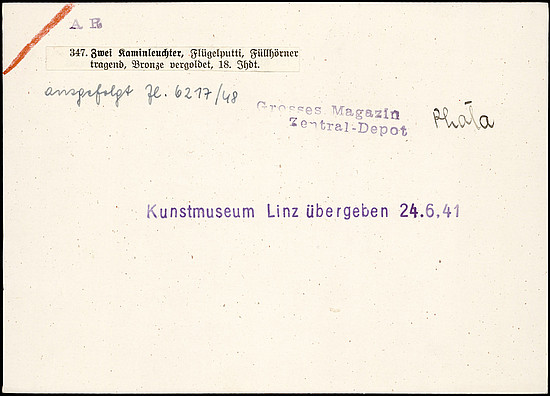 A R
347. Zwei Kaminleuchter, Flügelputti, Füllhörner
tragend, Bronze vergoldet, 18. Jhdt.
ausgefolgt Zl. 6217/48
Grosses Magazin
Zentral-Depot
Kunstmuseum Linz übergeben 24.6.41